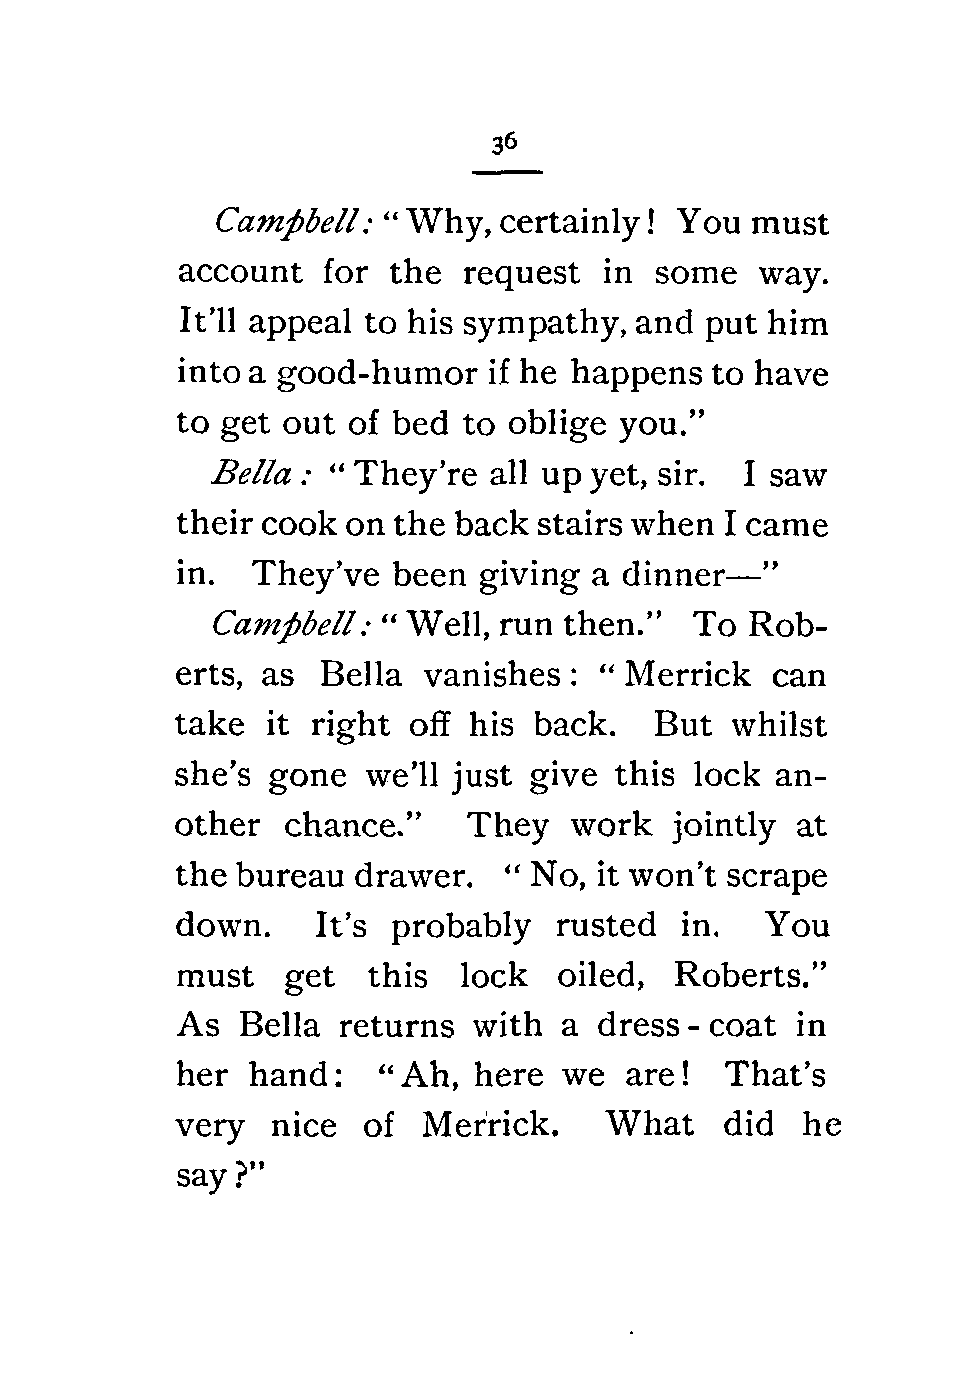 36
Campbell: "Why, certainly! You must
account for the request in some way.
It'll appeal to his sympathy, and put him
into a good-humor if he happens to have
to get out of bed to oblige you."
Bella: "They're all up yet, sir. I saw
their cook on the back stairs when I came
in. They've been giving a dinner—"
Campbell: "Well, run then." To Rob-
erts, as Bella vanishes: "Merrick can
take it right off his back. But whilst
she's gone we'll just give this lock an-
other chance." They work jointly at
the bureau drawer. "No, it won't scrape
down. It's probably rusted in. You
must get this lock oiled, Roberts."
As Bella returns with a dress-coat in
her hand: "Ah, here we are! That's
very nice of Merrick. What did he
say?"